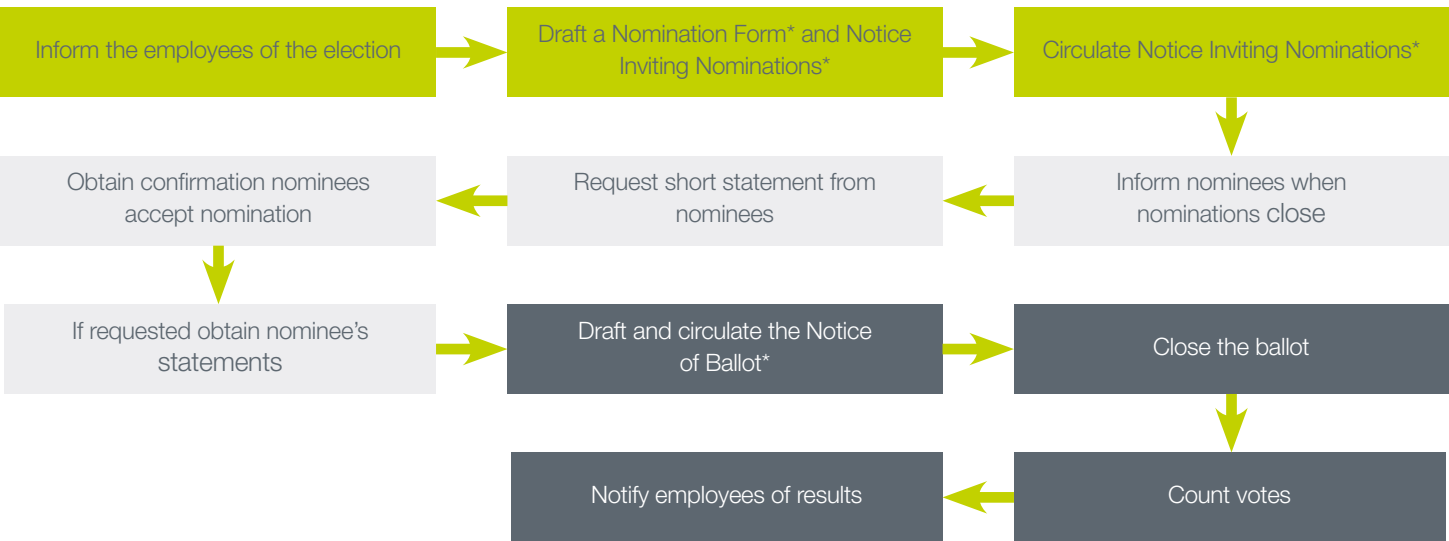 Inform the employees of the election
Draft a Nomination Form* and Notice
Inviting Nominations*
Circulate Notice Inviting Nominations*
Inform nominees when
nominations close
Request short statement from
nominees
Obtain confirmation nominees
accept nomination
If requested obtain nominee’s
statements
Draft and circulate the Notice
of Ballot*
Close the ballot
Count votes
Notify employees of results